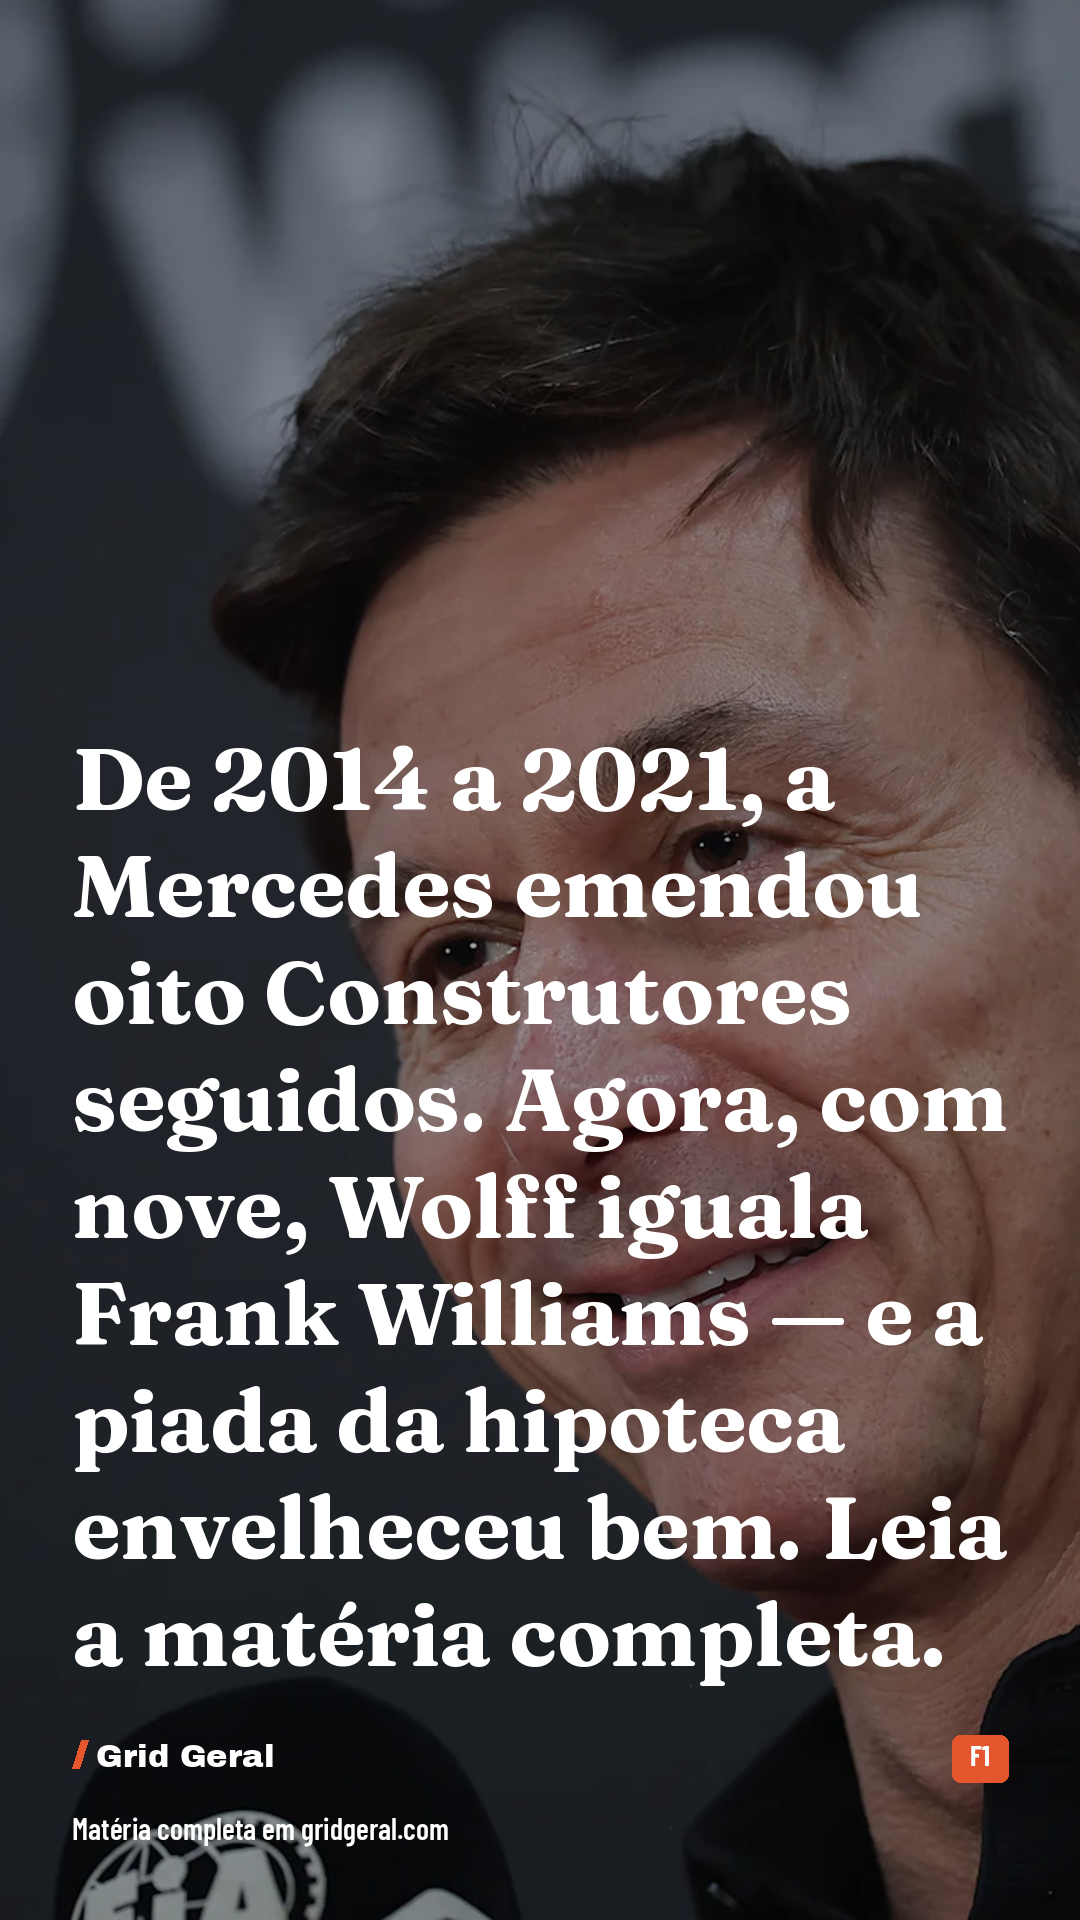 De 2014 a 2021, a
Mercedes emendou
oito Construtores
seguidos. Agora, com
nove, Wolff iguala
Frank Williams — e a
piada da hipoteca
envelheceu bem. Leia
a matéria completa.
/ Grid Geral
F1
Matéria completa em gridgeral.com
FiA